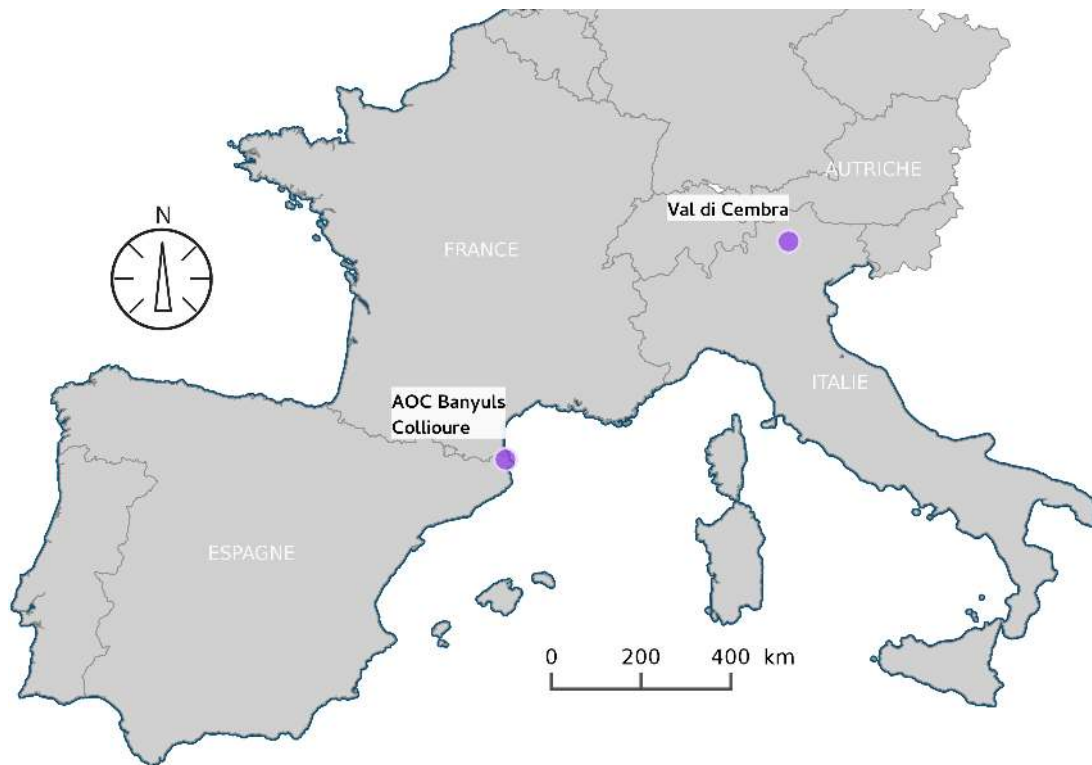 AUTRICHE
Val di Cembra
N
FRANCE
ITALIE
AOC Banyuls
Collioure
ESPAGNE
0 200 400 km